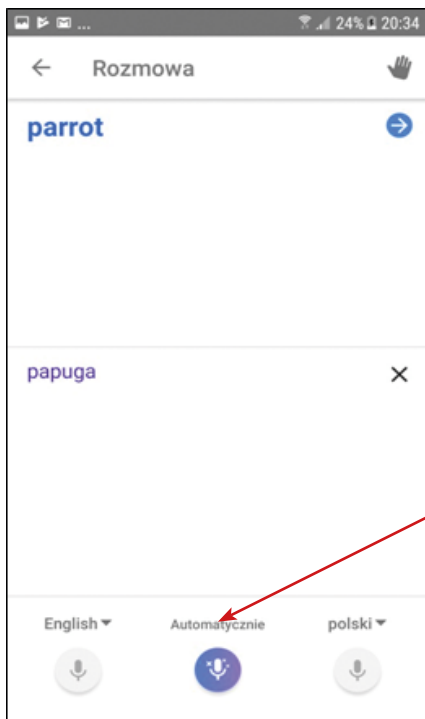 ... 24% 20:34
Rozmowa
parrot
papuga
English Automatycznie polski